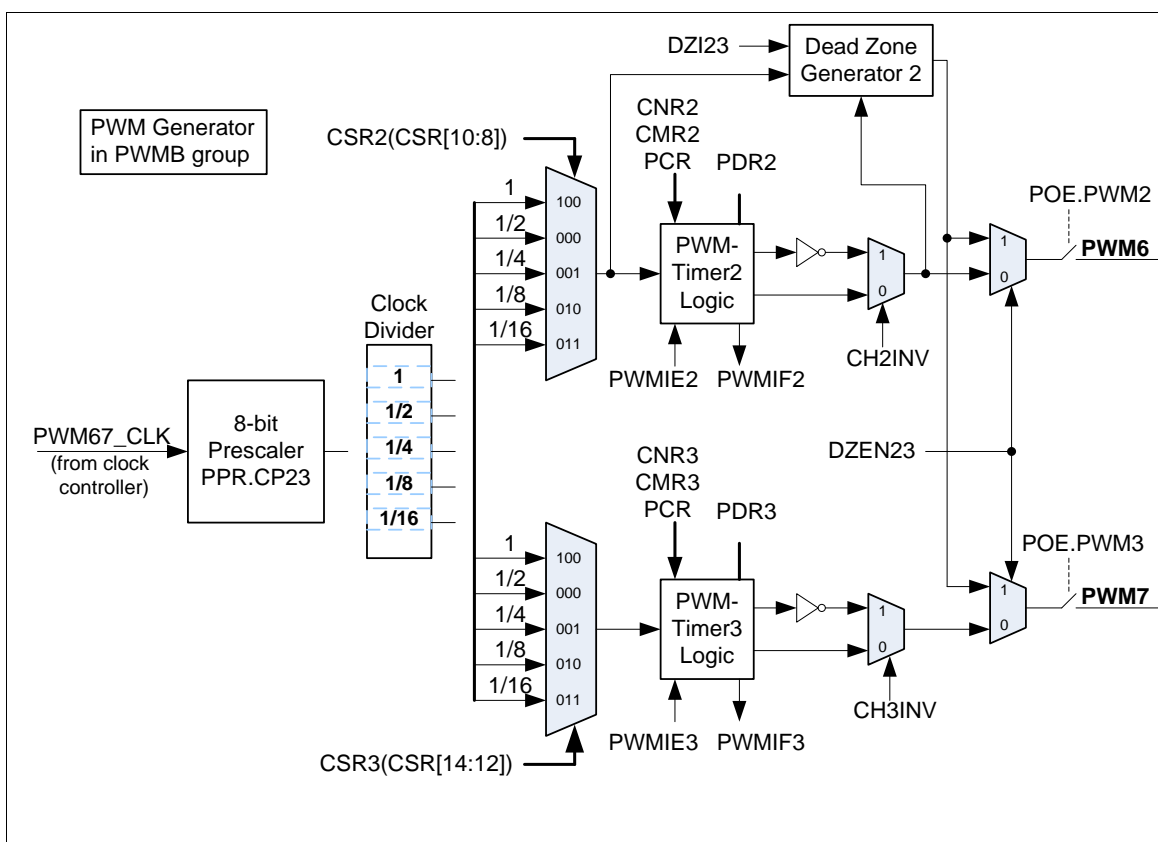 DZI23
Dead Zone
Generator 2
PWM Generator
in PWMB group
CNR2
CMR2
PCR
PDR2
CSR2(CSR[10:8])
POE.PWM2
1
1/2
1/4
1/8
1/16
100
000
001
010
011
PWM-
Timer2
Logic
1
0
1
0
PWM6
Clock
Divider
PWMIE2
PWMIF2
CH2INV
1
1/2
1/4
1/8
1/16
PWM67_CLK
(from clock
controller)
8-bit
Prescaler
PPR.CP23
DZEN23
CNR3
CMR3
PCR
PDR3
POE.PWM3
1
1/2
1/4
1/8
1/16
100
000
001
010
011
PWM-
Timer3
Logic
1
0
1
0
PWM7
PWMIE3
PWMIF3
CH3INV
CSR3(CSR[14:12])